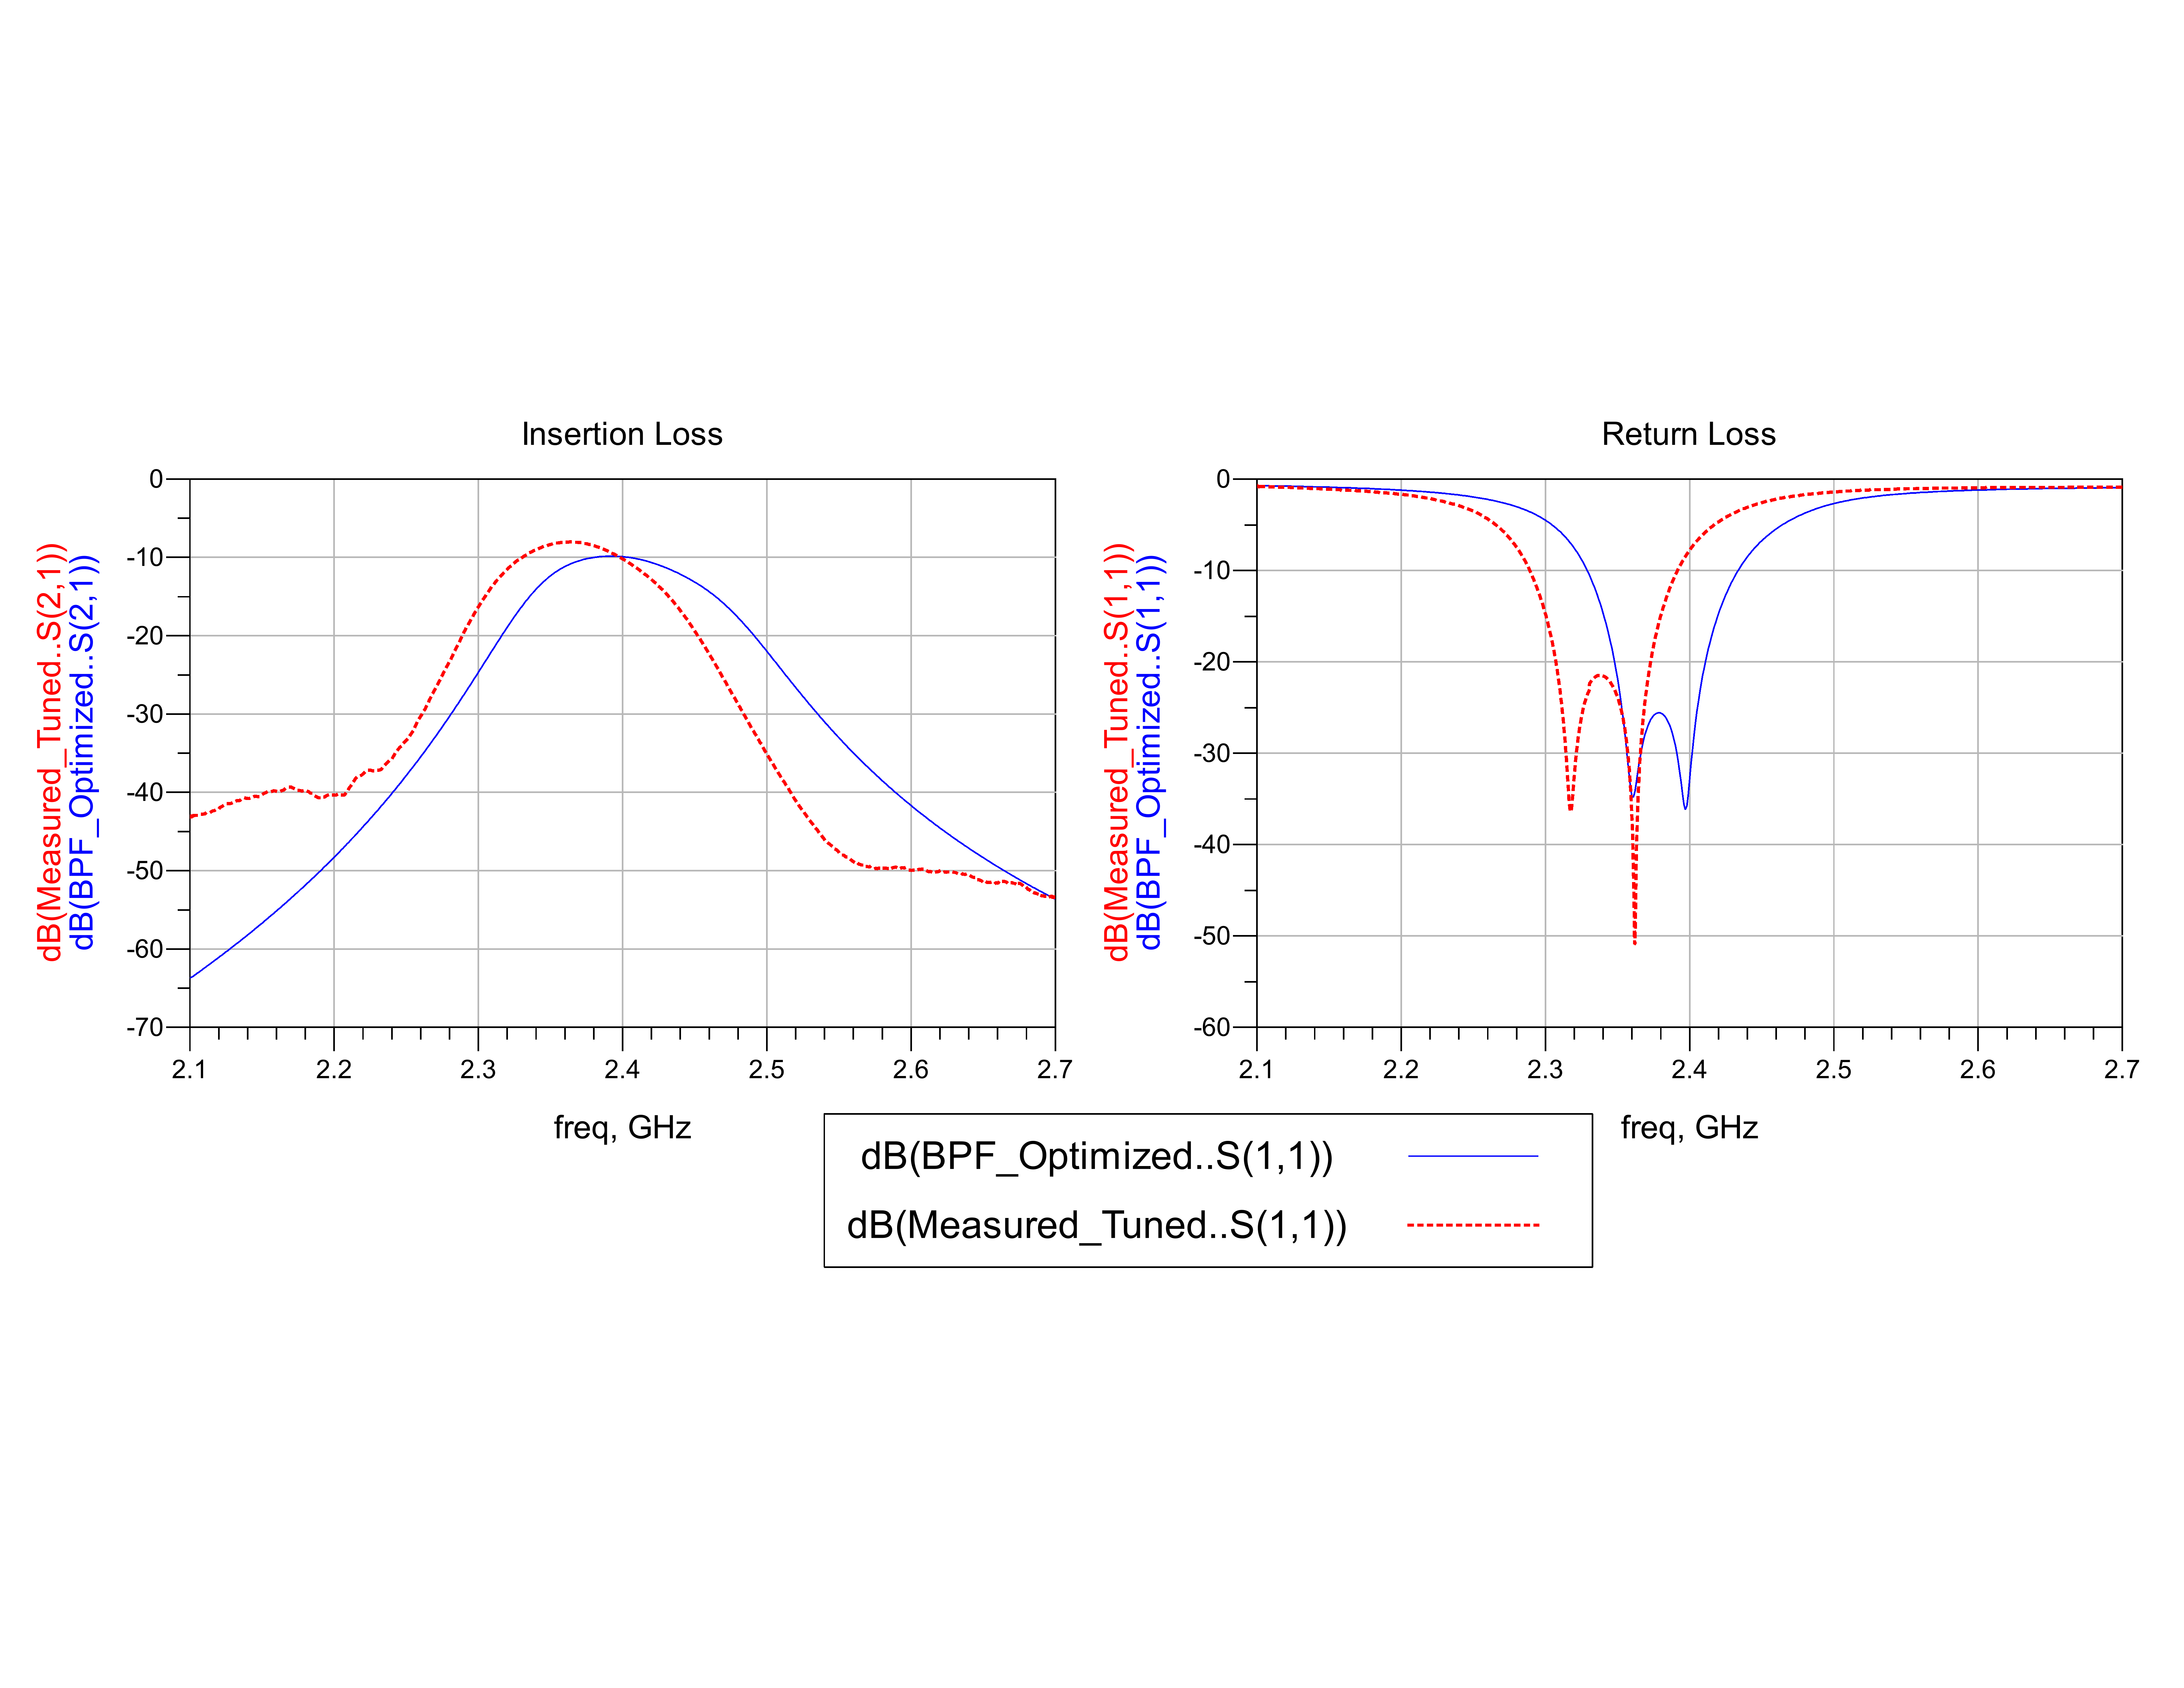 Insertion Loss
dB(Measured_Tuned..S(2,1))
dB(BPF_Optimized..S(2,1))
0
-10
-20
-30
-40
-50
-60
-70
2.1 2.2 2.3 2.4 2.5 2.6 2.7
freq, GHz
Return Loss
dB(Measured_Tuned..S(1,1))
dB(BPF_Optimized..S(1,1))
0
-10
-20
-30
-40
-50
-60
2.1 2.2 2.3 2.4 2.5 2.6 2.7
freq, GHz
dB(BPF_Optimized..S(1,1))
dB(Measured_Tuned..S(1,1))